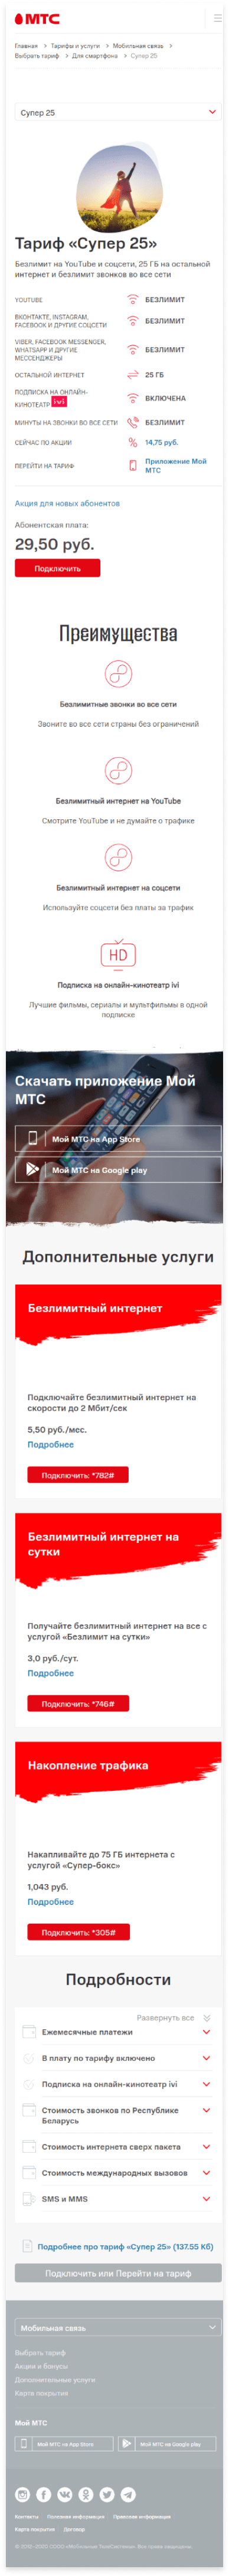 МТС
Главная > Тарифы и услуги > Мобильная связь >
Выбрать тариф > Для смартфона > Супер 25
Супер 25
Тариф «Супер 25»
Безлимит на YouTube и соцсети, 25 ГБ на остальной
интернет и безлимит звонков во все сети
YOUTUBE БЕЗЛИМИТ
ВКОНТАКТЕ, INSTAGRAM,
FACEBOOK И ДРУГИЕ СОЦСЕТИ БЕЗЛИМИТ
VIBER, FACEBOOK MESSENGER,
WHATSAPP И ДРУГИЕ
МЕССЕНДЖЕРЫ БЕЗЛИМИТ
ОСТАЛЬНОЙ ИНТЕРНЕТ 25 ГБ
ПОДПИСКА НА ОНЛАЙН-
КИНОТЕАТР ivi ВКЛЮЧЕНА
МИНУТЫ НА ЗВОНКИ ВО ВСЕ СЕТИ БЕЗЛИМИТ
СЕЙЧАС ПО АКЦИИ % 14,75 руб.
ПЕРЕЙТИ НА ТАРИФ Приложение Мой
МТС
Акция для новых абонентов
Абонентская плата:
29,50 руб.
Подключить
Преимущества
Безлимитные звонки во все сети
Звоните во все сети страны без ограничений
Безлимитный интернет на YouTube
Смотрите YouTube и не думайте о трафике
Безлимитный интернет на соцсети
Используйте соцсети без платы за трафик
HD
Подписка на онлайн-кинотеатр ivi
Лучшие фильмы, сериалы и мультфильмы в одной
подписке
Скачать приложение Мой
МТС
Мой МТС на App Store
Мой МТС на Google play
Дополнительные услуги
Безлимитный интернет
Подключайте безлимитный интернет на
скорости до 2 Мбит/сек
5,50 руб./мес.
Подробнее
Подключить: *782#
Безлимитный интернет на
сутки
Получайте безлимитный интернет на все с
услугой «Безлимит на сутки»
3,0 руб./сут.
Подробнее
Подключить: *746#
Накопление трафика
Накапливайте до 75 ГБ интернета с
услугой «Супер-бокс»
1,043 руб.
Подробнее
Подключить: *305#
Подробности
Развернуть все
Ежемесячные платежи
В плату по тарифу включено
Подписка на онлайн-кинотеатр ivi
Стоимость звонков по Республике
Беларусь
Стоимость интернета сверх пакета
Стоимость международных вызовов
SMS и MMS
Подробнее про тариф «Супер 25» (137.55 Кб)
Подключить или Перейти на тариф
Мобильная связь
Выбрать тариф
Акции и бонусы
Дополнительные услуги
Карта покрытия
Мой МТС
Мой МТС на App Store Мой МТС на Google play
Контакты Полезная информация Правовая информация
Карта покрытия Договор